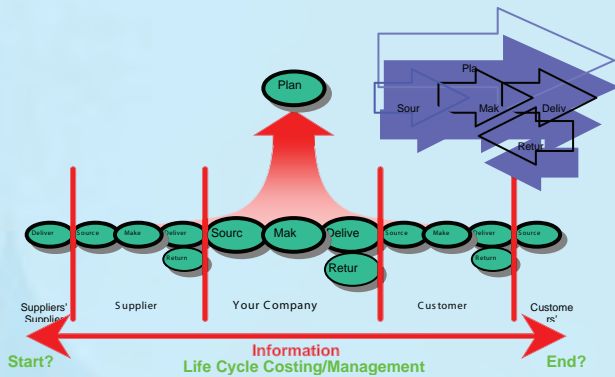 Plan
Pla
Sour
Mak
Deliv
Retur
Deliver
Source
Make
Deliver
Return
Sourc
Mak
Delive
Retur
Source
Make
Deliver
Return
Source
Suppliers'
Supplier
Supplier
Your Company
Customer
Custome
rs'
Information
Start?
Life Cycle Costing/Management
End?